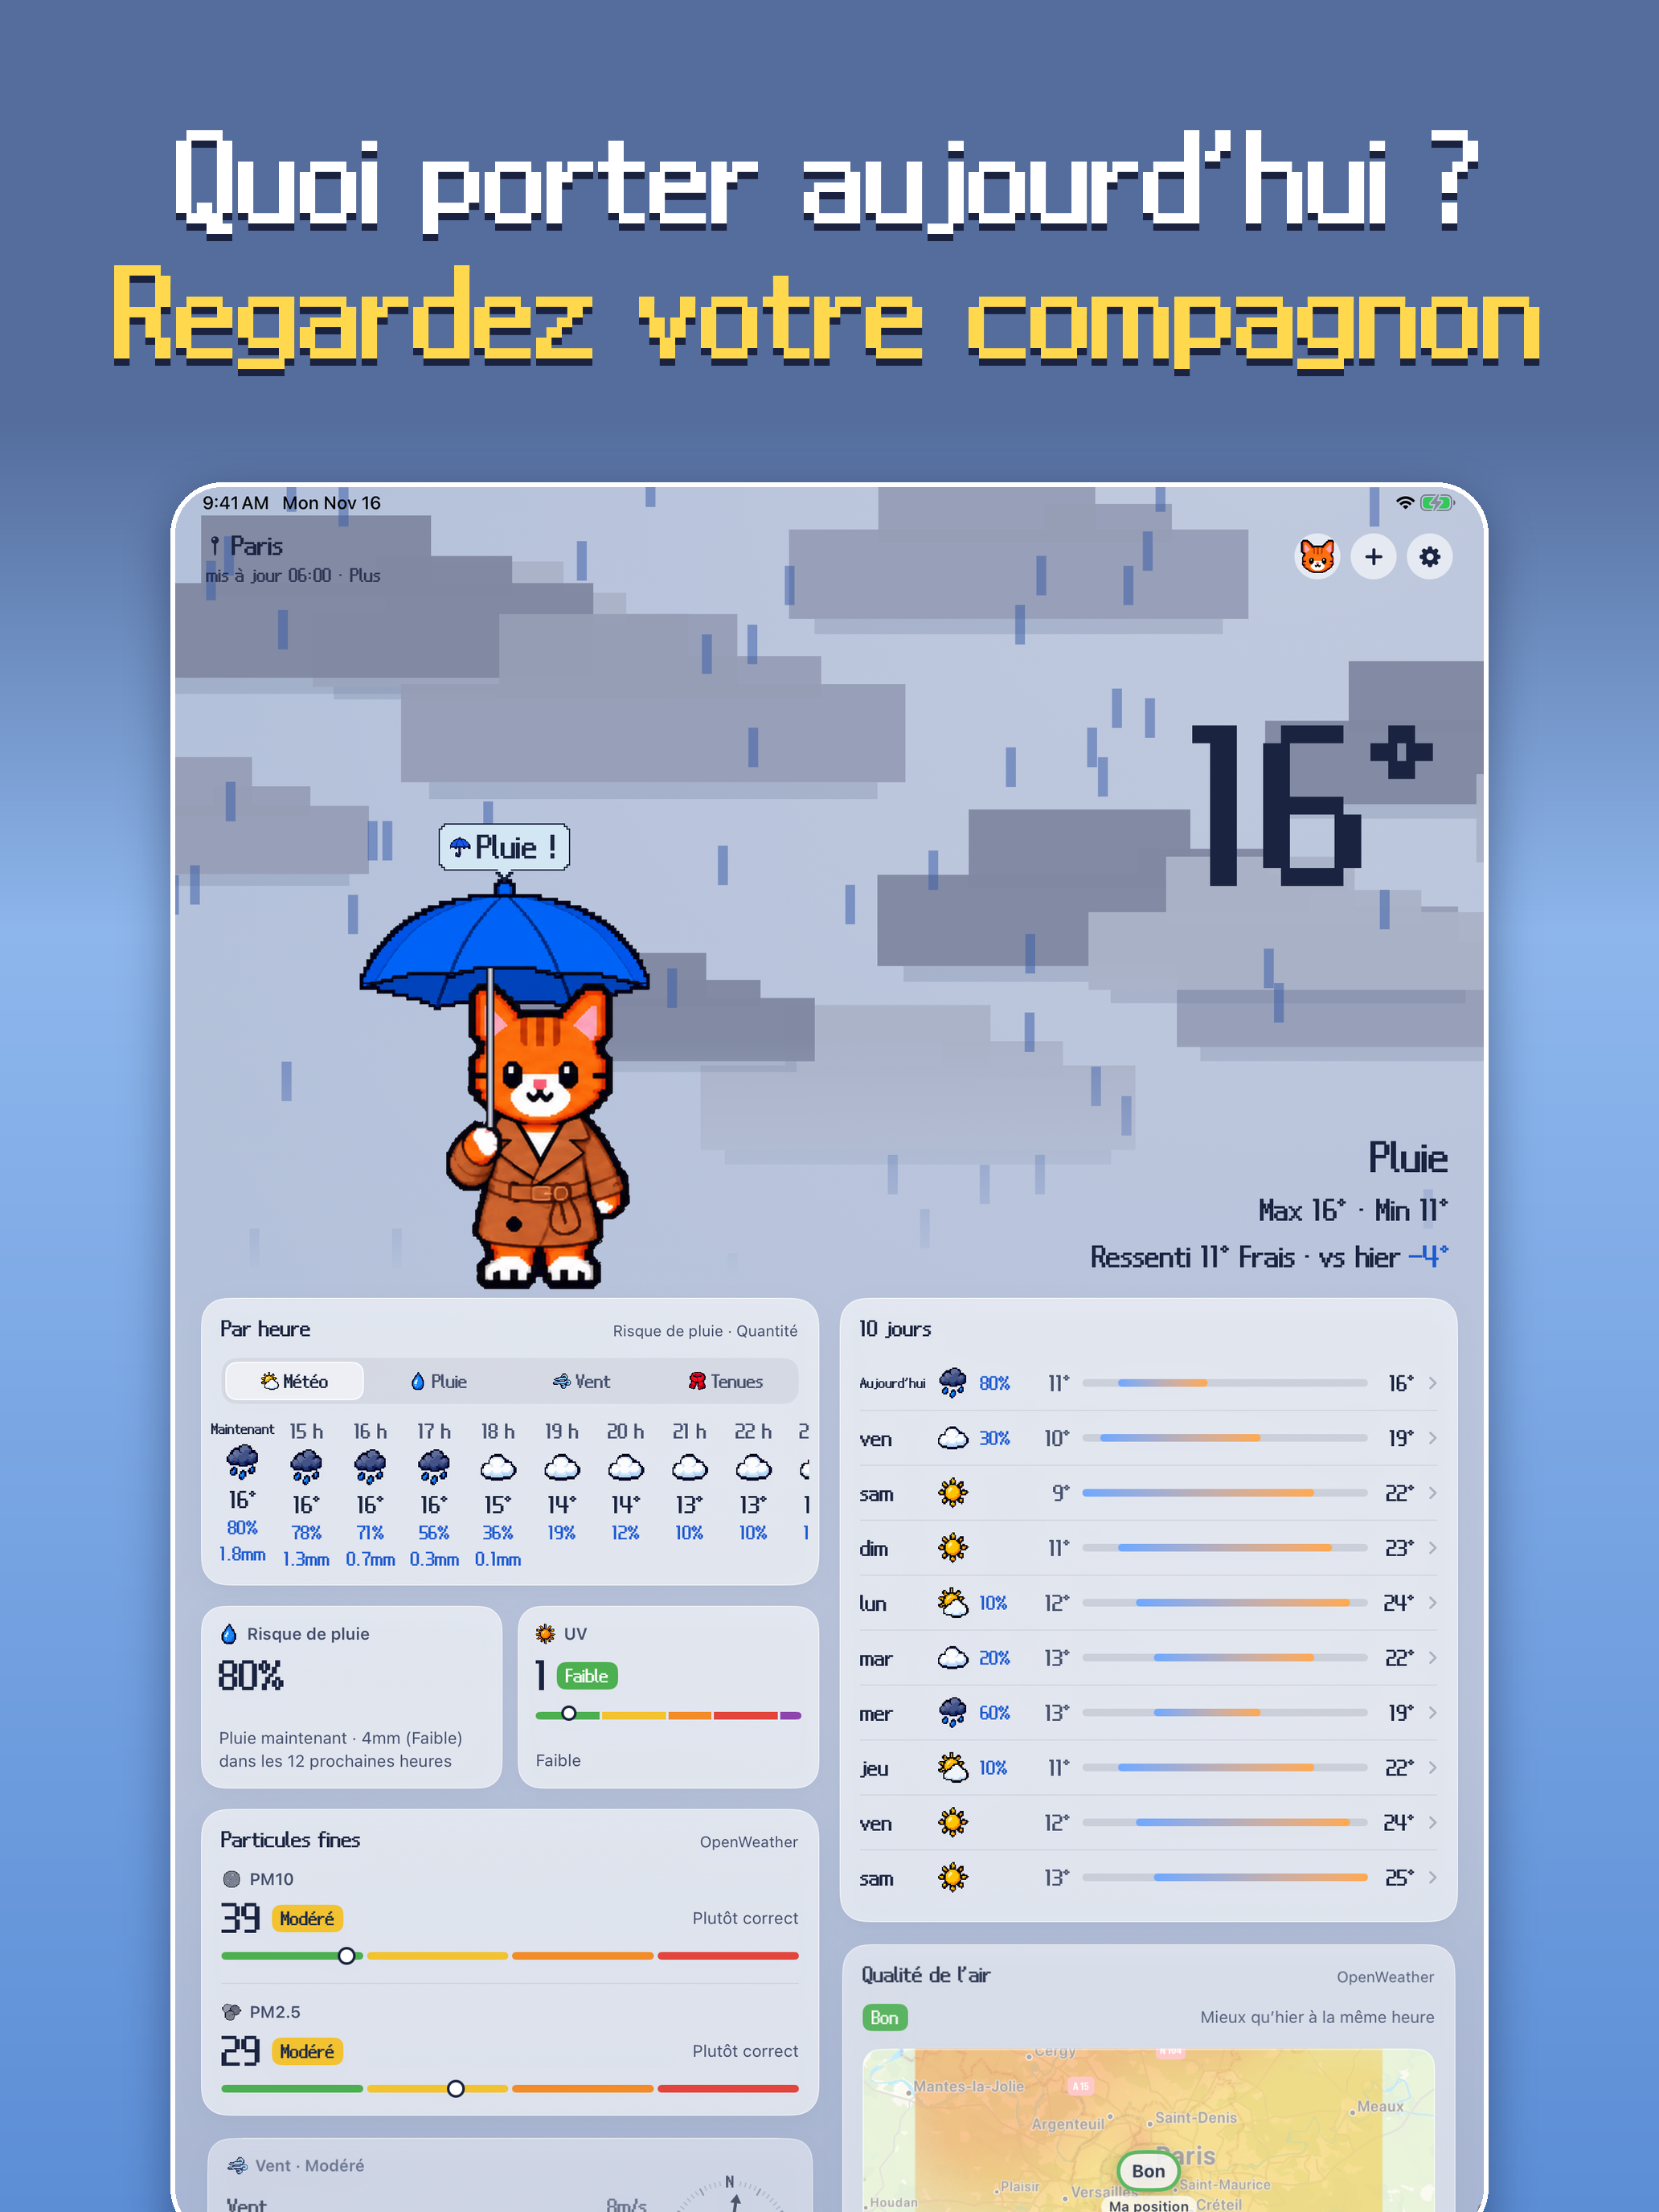 Quoi porter aujourd'hui ?
Regardez votre compagnon
9:41 AM Mon Nov 16
Paris
mis à jour 06:00 · Plus
16°
Pluie !
Pluie
Max 16° · Min 11°
Ressenti 11° Frais · vs hier −4°
Par heure
Risque de pluie · Quantité
Météo Pluie Vent Tenues
Maintenant 15 h 16 h 17 h 18 h 19 h 20 h 21 h 22 h
16° 16° 16° 16° 15° 14° 14° 13° 13°
80% 78% 71% 56% 36% 19% 12% 10% 10%
1.8mm 1.3mm 0.7mm 0.3mm 0.1mm
Risque de pluie
80%
Pluie maintenant · 4mm (Faible)
dans les 12 prochaines heures
UV
1 Faible
Faible
Particules fines
OpenWeather
PM10
39 Modéré Plutôt correct
PM2.5
29 Modéré Plutôt correct
Vent · Modéré
N
Vent 8m/s
10 jours
Aujourd'hui 80% 11° 16°
ven 30% 10° 19°
sam 9° 22°
dim 11° 23°
lun 10% 12° 24°
mar 20% 13° 22°
mer 60% 13° 19°
jeu 10% 11° 22°
ven 12° 24°
sam 13° 25°
Qualité de l'air
OpenWeather
Bon
Mieux qu'hier à la même heure
Cergy
N 104
Mantes-la-Jolie
A 15
Meaux
Argenteuil
Saint-Denis
Paris
Bon
Plaisir
Versailles
Saint-Maurice
Houdan
Ma position
Créteil